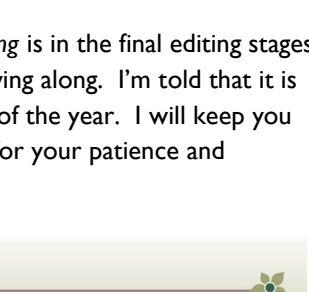 ng is in the final editing stages
ing along.  I'm told that it is
of the year.  I will keep you
or your patience and